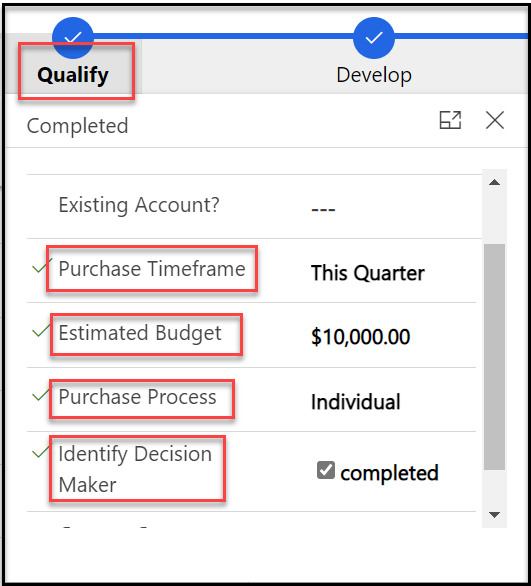 Qualify Develop
Completed
Existing Account? ---
Purchase Timeframe This Quarter
Estimated Budget $10,000.00
Purchase Process Individual
Identify Decision
Maker completed